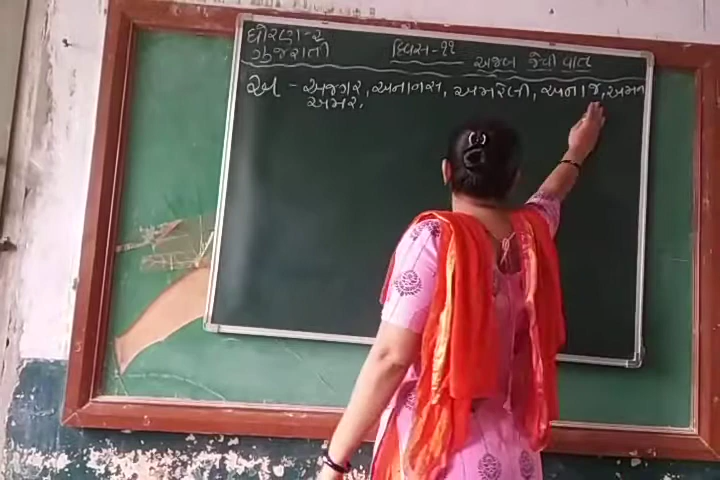 ધોરણ-૨ દિવસ-૧૧ અજબ જેવી વાત
ગુજરાતી
અ - અજગર, અનાનસ, અમરેલી, અનાજ, અમન
અમર.